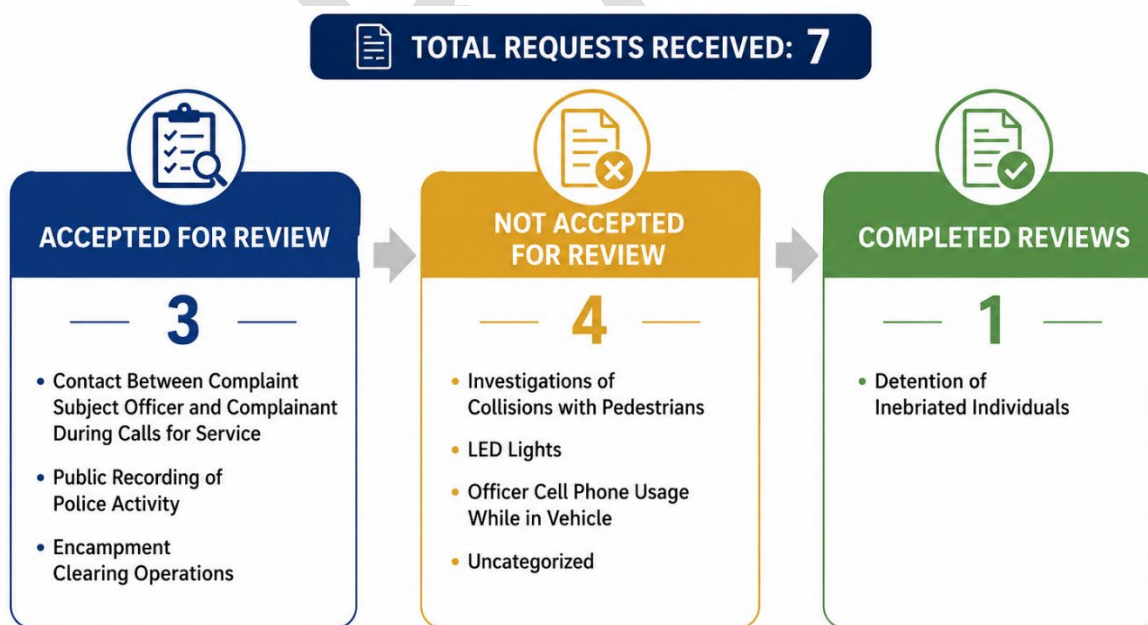 TOTAL REQUESTS RECEIVED: 7
ACCEPTED FOR REVIEW
3
• Contact Between Complaint
Subject Officer and Complainant
During Calls for Service
• Public Recording of
Police Activity
• Encampment
Clearing Operations
NOT ACCEPTED
FOR REVIEW
4
• Investigations of
Collisions with Pedestrians
• LED Lights
• Officer Cell Phone Usage
While in Vehicle
• Uncategorized
COMPLETED REVIEWS
1
• Detention of
Inebriated Individuals